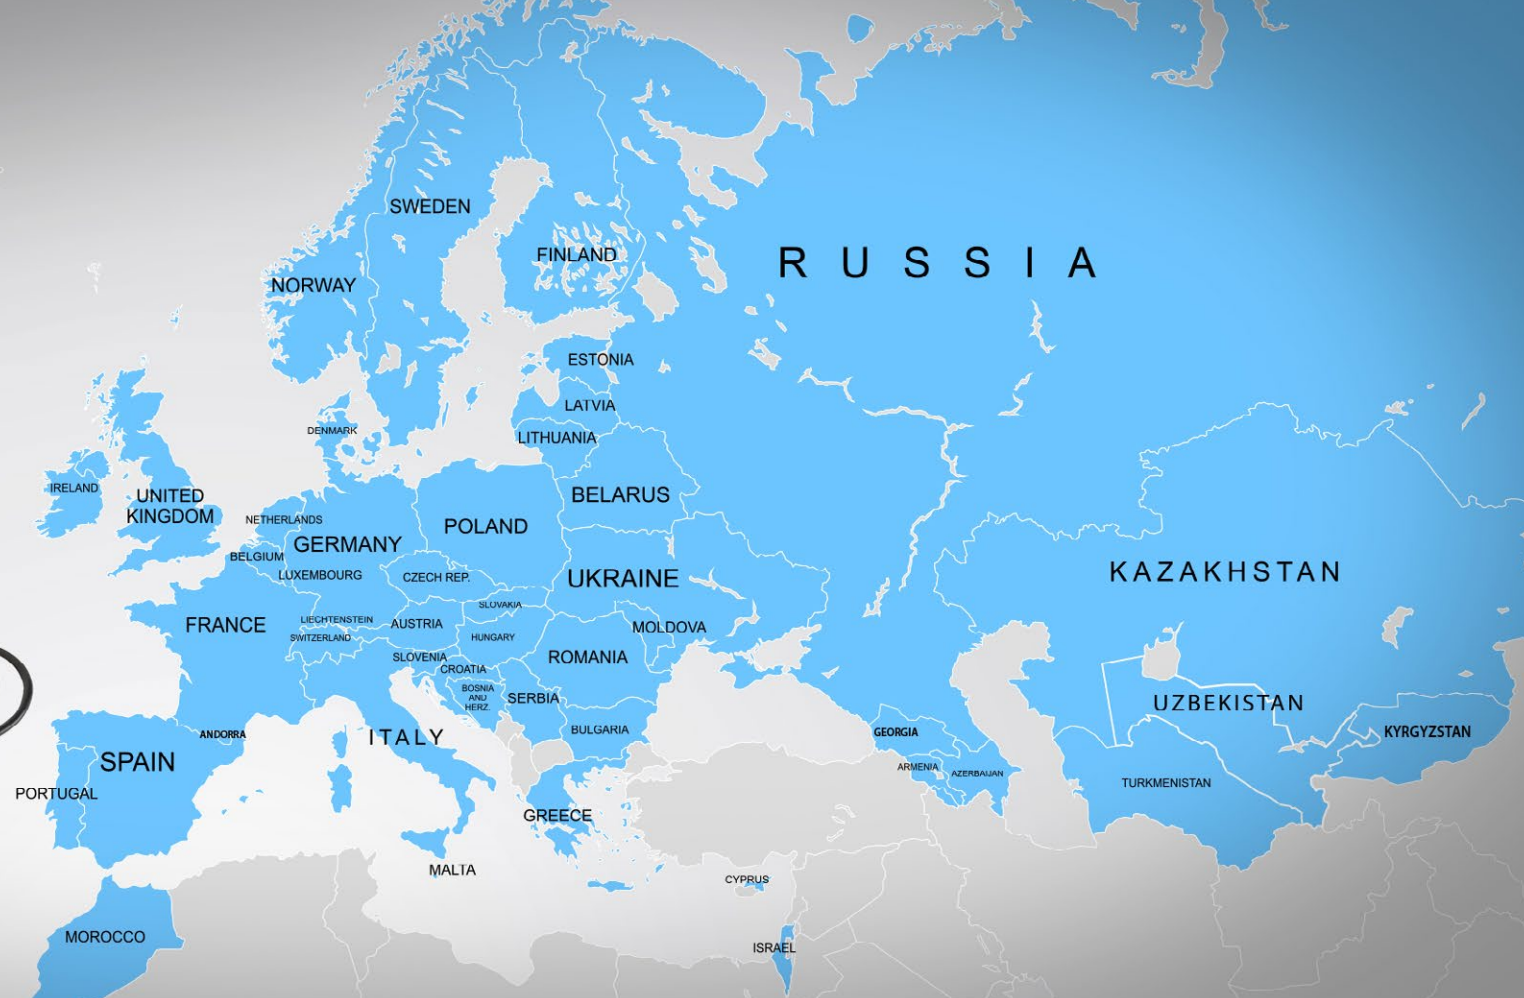 SWEDEN
FINLAND
RUSSIA
NORWAY
ESTONIA
LATVIA
DENMARK
LITHUANIA
IRELAND
UNITED
KINGDOM
BELARUS
NETHERLANDS
POLAND
GERMANY
BELGIUM
LUXEMBOURG
CZECH REP.
UKRAINE
KAZAKHSTAN
SLOVAKIA
FRANCE
LIECHTENSTEIN
AUSTRIA
MOLDOVA
SWITZERLAND
HUNGARY
SLOVENIA
CROATIA
ROMANIA
BOSNIA
AND
HERZ.
SERBIA
UZBEKISTAN
ANDORRA
ITALY
BULGARIA
GEORGIA
KYRGYZSTAN
SPAIN
ARMENIA
AZERBAIJAN
TURKMENISTAN
PORTUGAL
GREECE
MALTA
CYPRUS
MOROCCO
ISRAEL